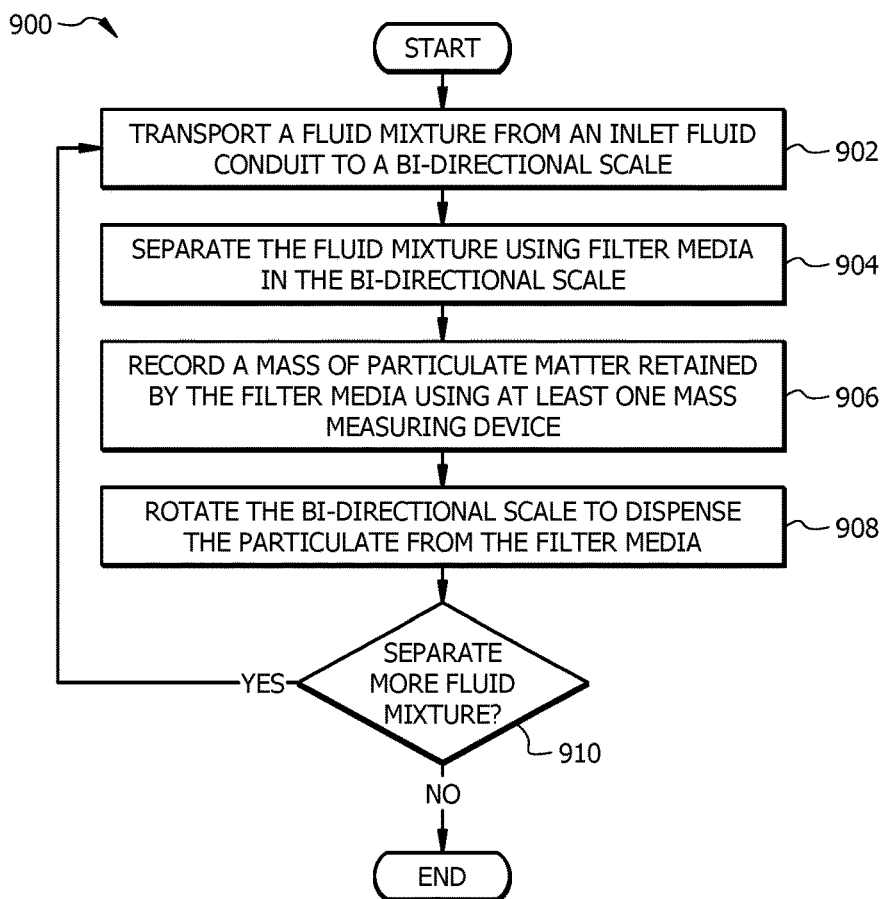 900
START
TRANSPORT A FLUID MIXTURE FROM AN INLET FLUID
CONDUIT TO A BI-DIRECTIONAL SCALE
902
SEPARATE THE FLUID MIXTURE USING FILTER MEDIA
IN THE BI-DIRECTIONAL SCALE
904
RECORD A MASS OF PARTICULATE MATTER RETAINED
BY THE FILTER MEDIA USING AT LEAST ONE MASS
MEASURING DEVICE
906
ROTATE THE BI-DIRECTIONAL SCALE TO DISPENSE
THE PARTICULATE FROM THE FILTER MEDIA
908
SEPARATE
MORE FLUID
MIXTURE?
YES
910
NO
END